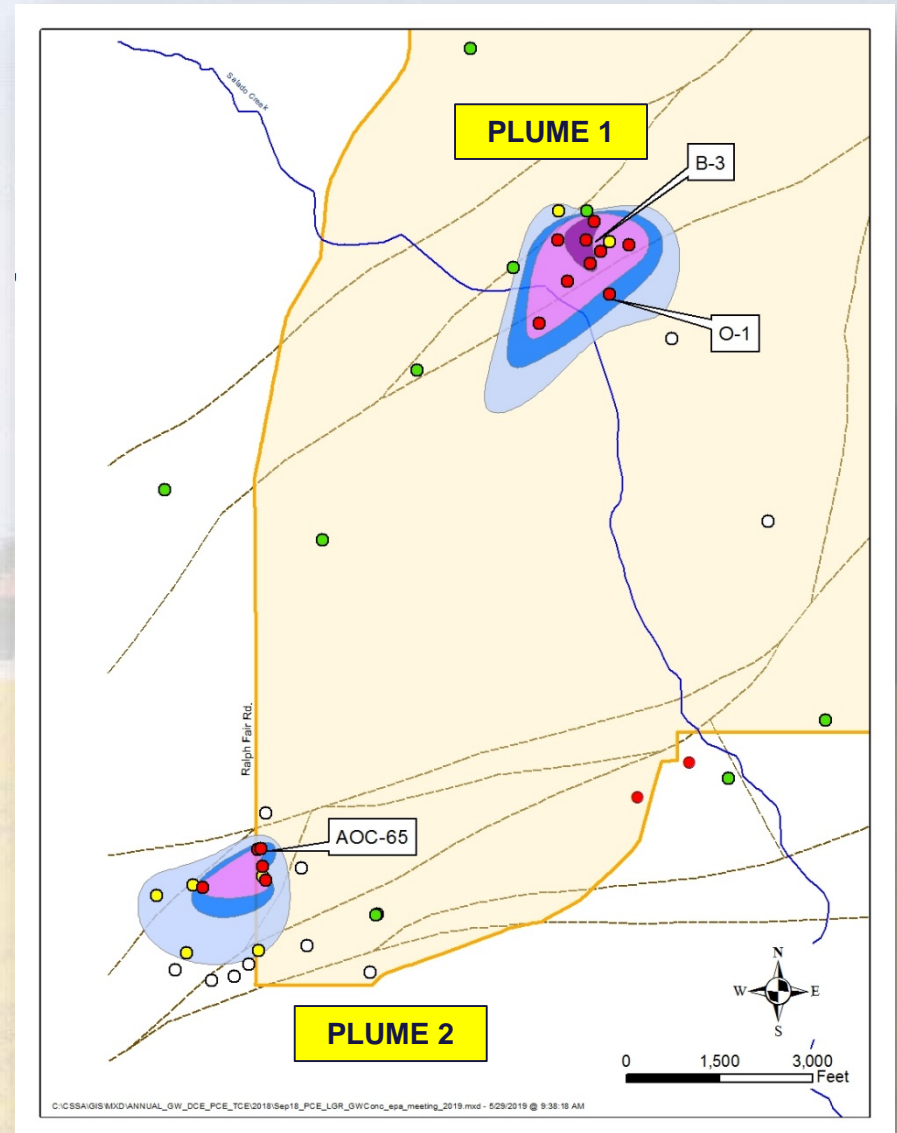 Salado Creek
PLUME 1
B-3
O-1
Ralph Fair Rd.
AOC-65
PLUME 2
N
W E
S
0 1,500 3,000
Feet
C:\CSSA\GIS\MXD\ANNUAL_GW_DCE_PCE_TCE\2018\Sep18_PCE_LGR_GWConc_epa_meeting_2019.mxd - 5/29/2019 @ 9:38:18 AM